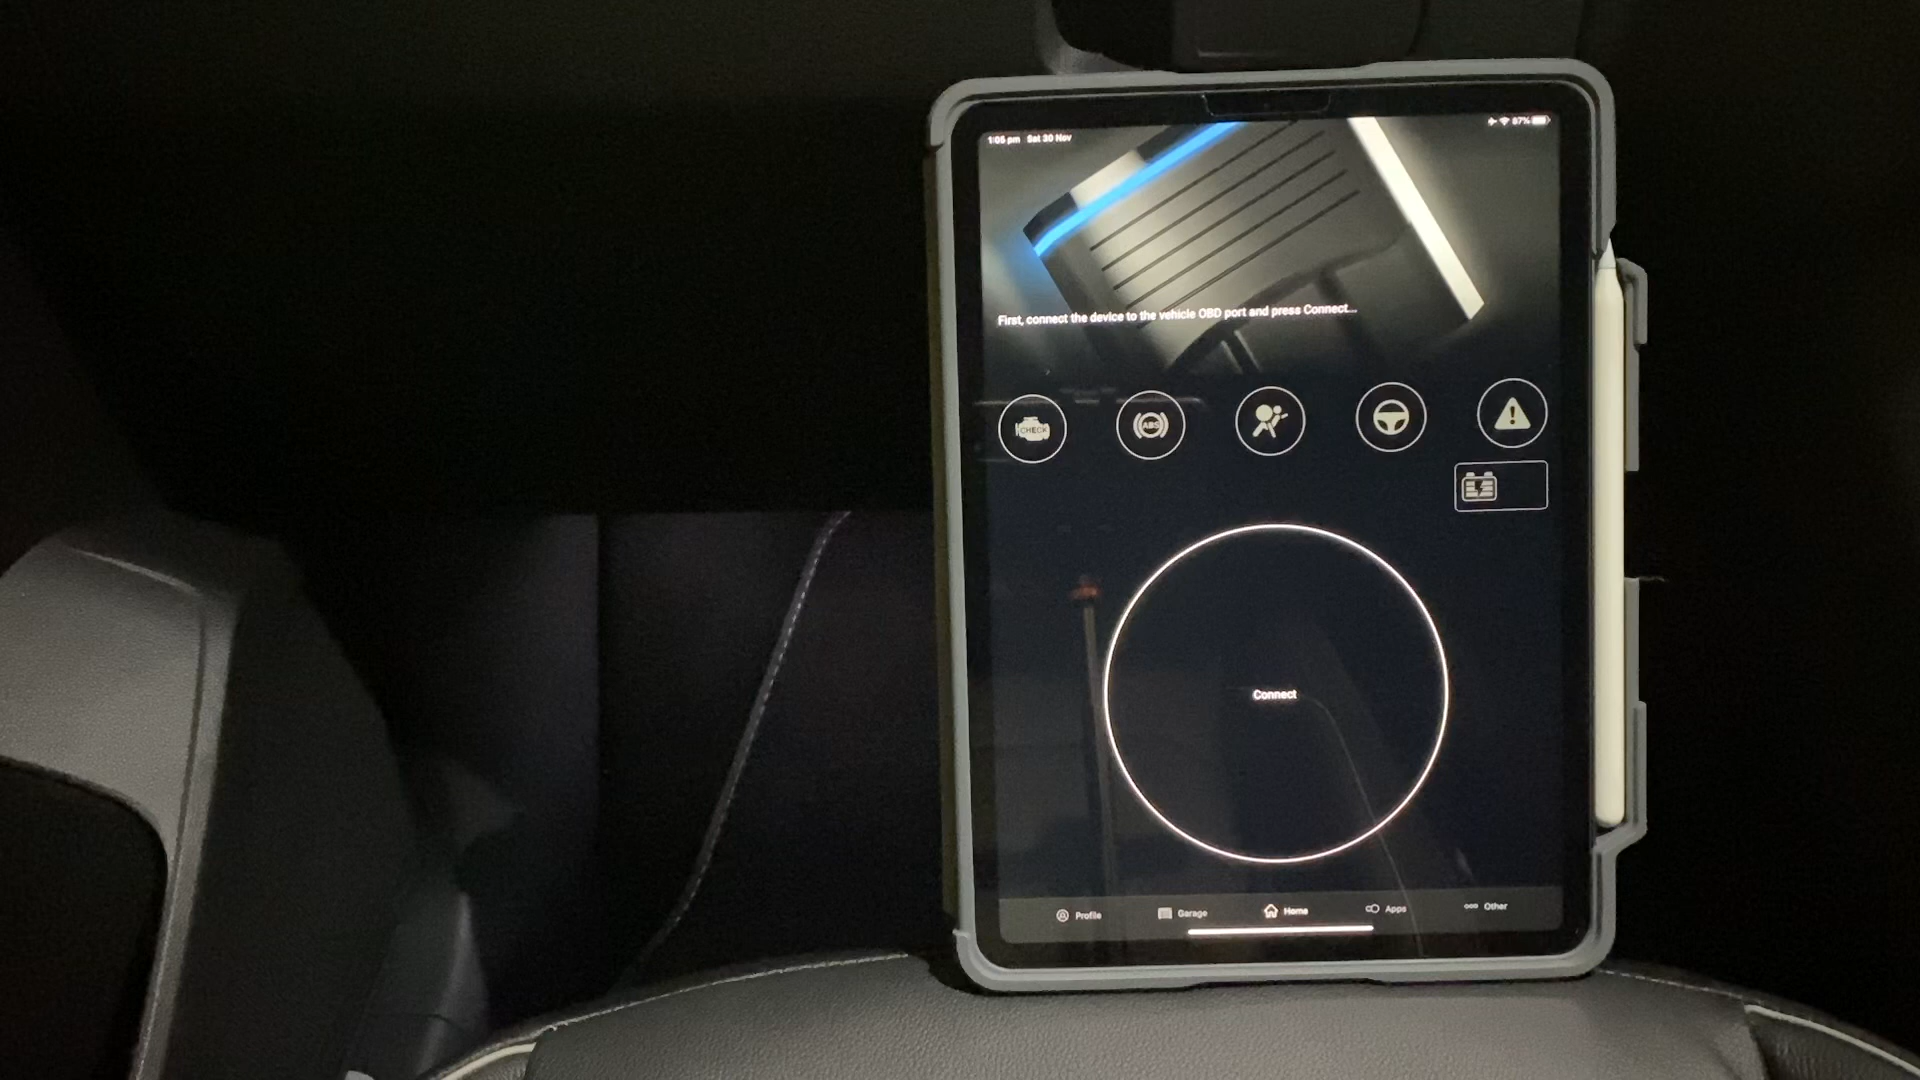 1:05 pm Sat 30 Nov
87%
First, connect the device to the vehicle OBD port and press Connect...
CHECK
ABS
Connect
Profile
Garage
Home
Apps
Other